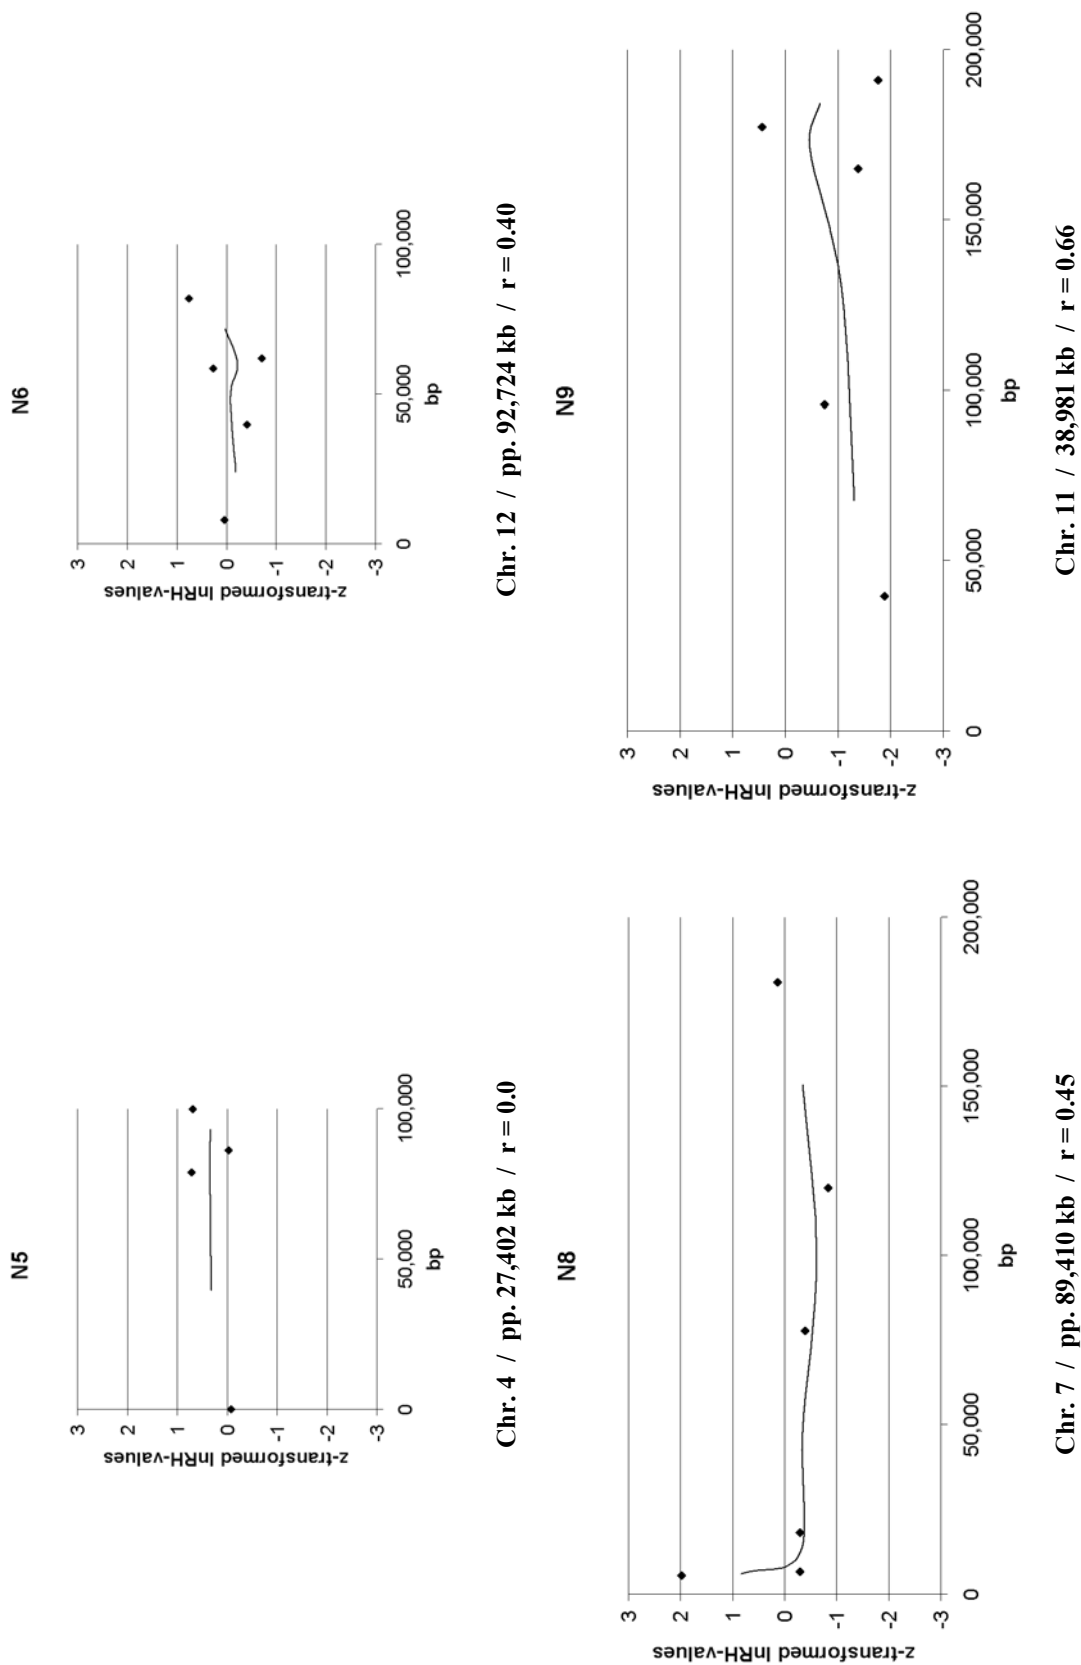 N5
3
2
1
0
-1
-2
-3
z-transformed lnRH-values
0
50,000
100,000
bp
Chr. 4 / pp. 27,402 kb / r = 0.0
N6
3
2
1
0
-1
-2
-3
z-transformed lnRH-values
0
50,000
100,000
bp
Chr. 12 / pp. 92,724 kb / r = 0.40
N8
3
2
1
0
-1
-2
-3
z-transformed lnRH-values
0
50,000
100,000
150,000
200,000
bp
Chr. 7 / pp. 89,410 kb / r = 0.45
N9
3
2
1
0
-1
-2
-3
z-transformed lnRH-values
0
50,000
100,000
150,000
200,000
bp
Chr. 11 / 38,981 kb / r = 0.66